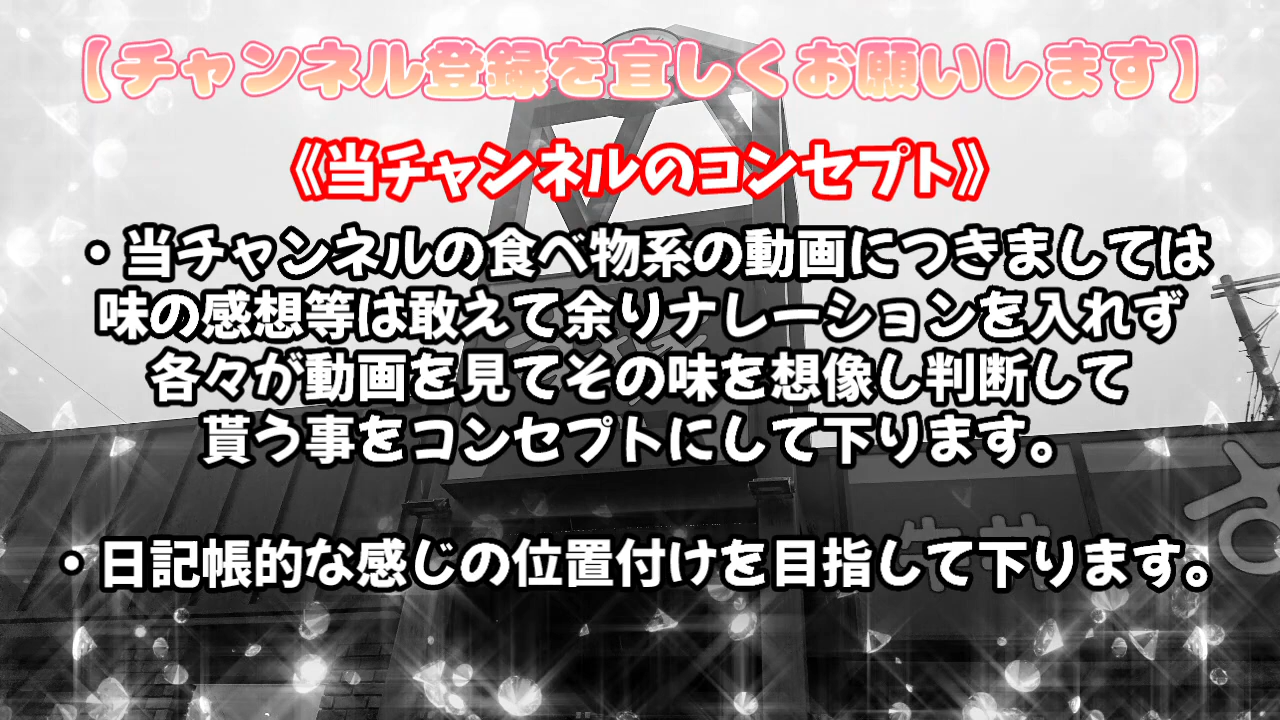 【チャンネル登録を宜しくお願いします】
《当チャンネルのコンセプト》
・当チャンネルの食べ物系の動画につきましては
味の感想等は敢えて余りナレーションを入れず
各々が動画を見てその味を想像し判断して
貰う事をコンセプトにして下ります。
・日記帳的な感じの位置付けを目指して下ります。
牛丼